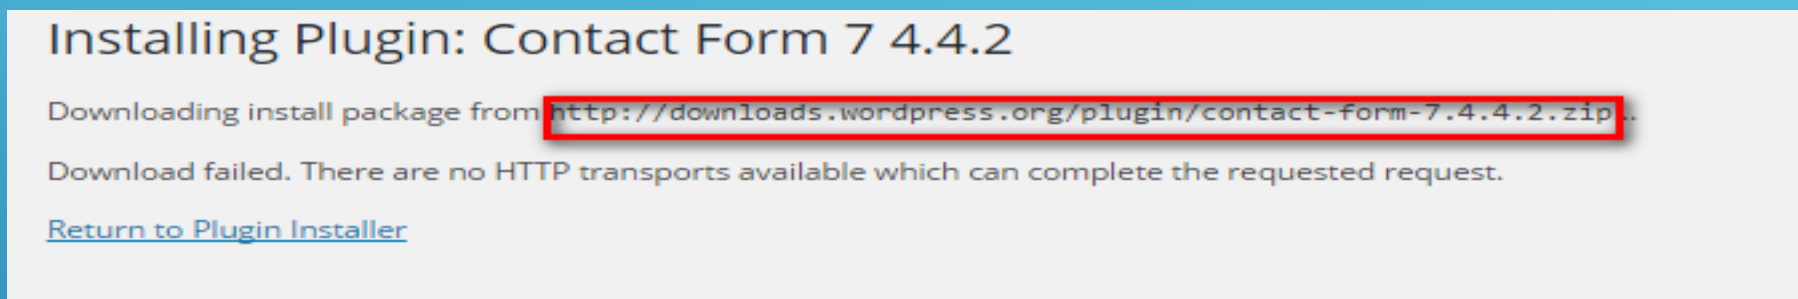 Installing Plugin: Contact Form 7 4.4.2
Downloading install package from http://downloads.wordpress.org/plugin/contact-form-7.4.4.2.zip...
Download failed. There are no HTTP transports available which can complete the requested request.
Return to Plugin Installer